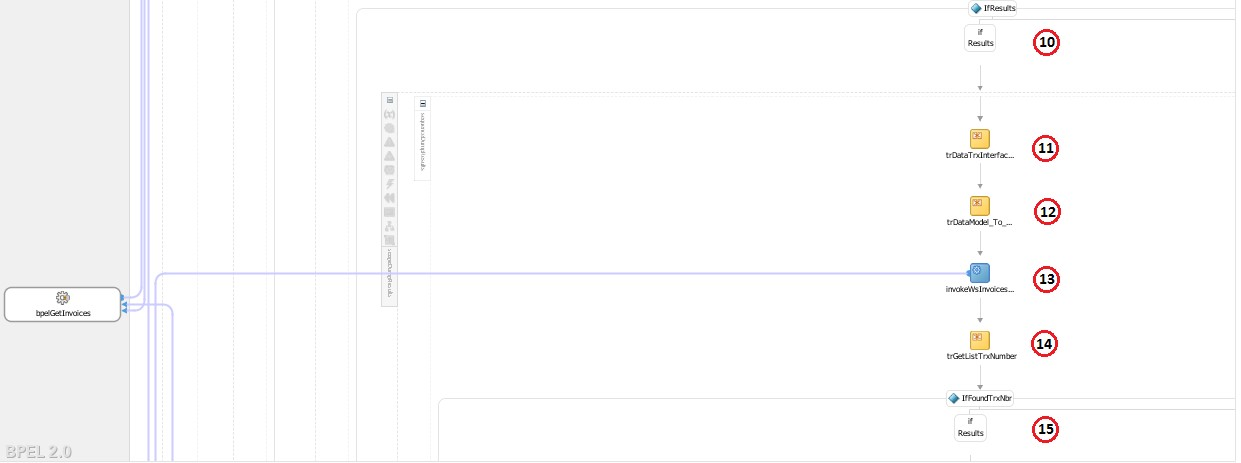 IfResults
if
Results
10
11
trDataTrxInterfac...
12
trDataModel_To_...
13
invokeWsInvoices...
bpelGetInvoices
14
trGetListTrxNumber
IfFoundTrxNbr
if
Results
15
BPEL 2.0